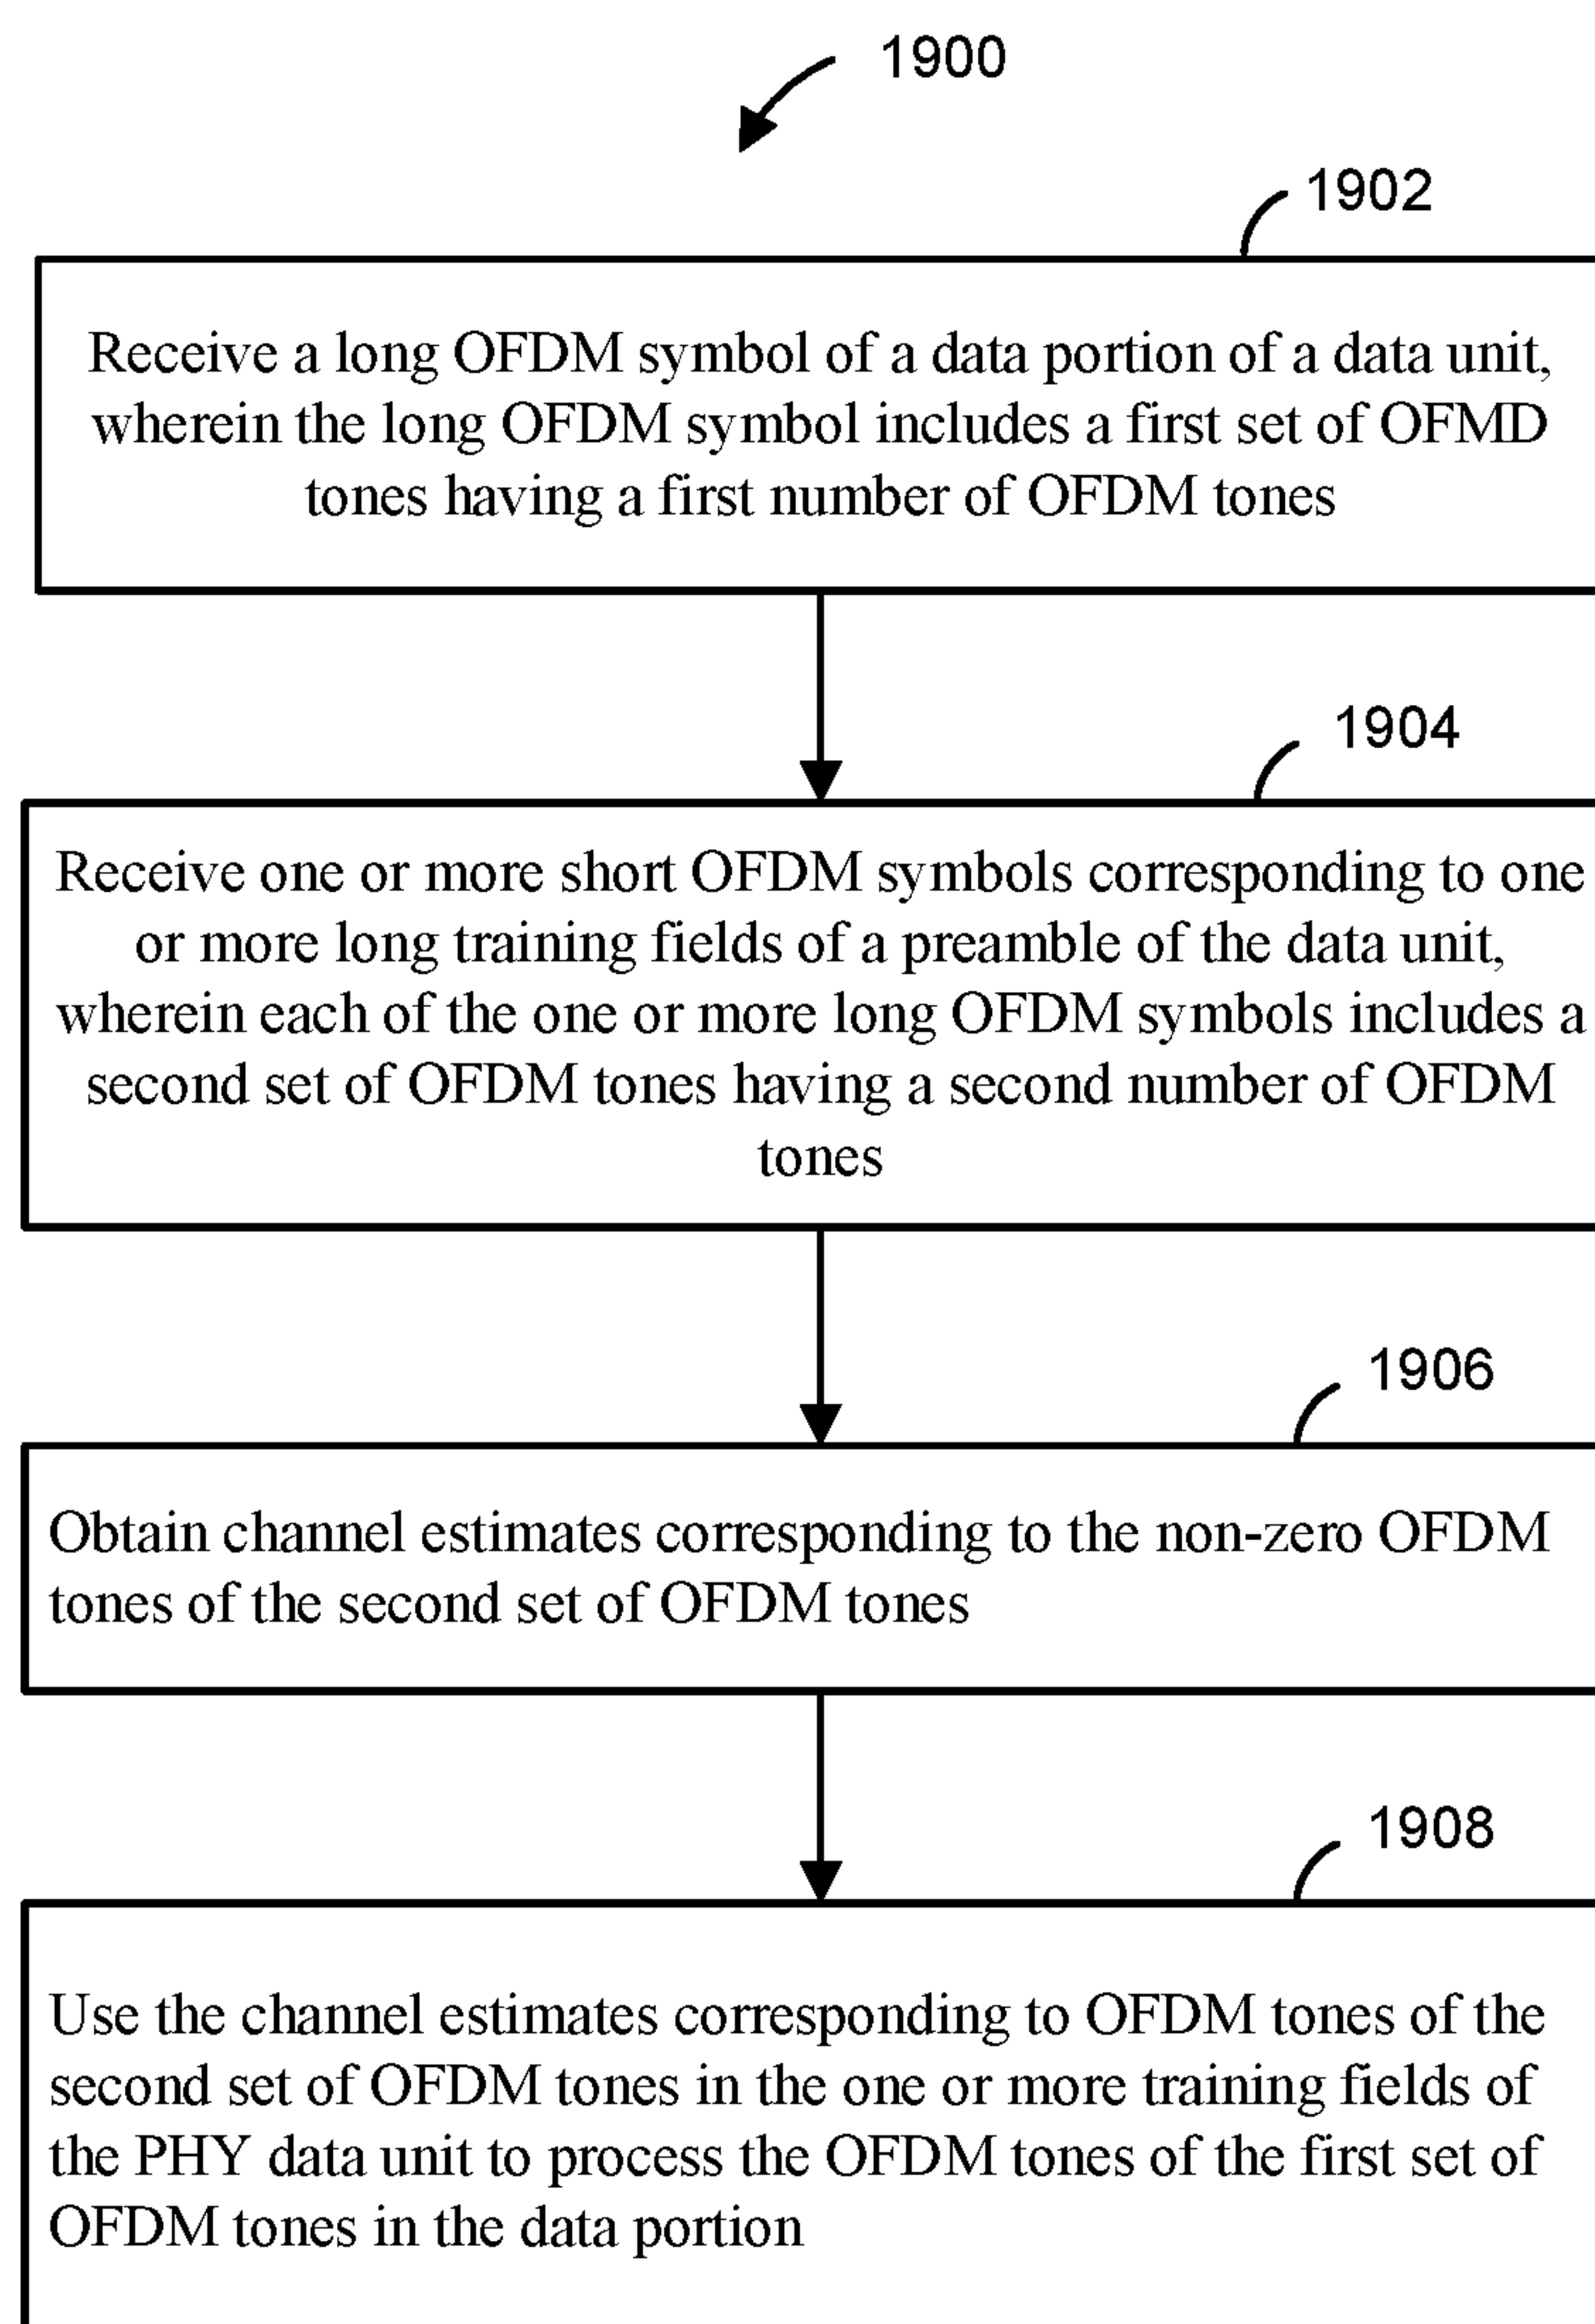 1900
1902
Receive a long OFDM symbol of a data portion of a data unit,
wherein the long OFDM symbol includes a first set of OFMD
tones having a first number of OFDM tones
1904
Receive one or more short OFDM symbols corresponding to one
or more long training fields of a preamble of the data unit,
wherein each of the one or more long OFDM symbols includes a
second set of OFDM tones having a second number of OFDM
tones
1906
Obtain channel estimates corresponding to the non-zero OFDM
tones of the second set of OFDM tones
1908
Use the channel estimates corresponding to OFDM tones of the
second set of OFDM tones in the one or more training fields of
the PHY data unit to process the OFDM tones of the first set of
OFDM tones in the data portion